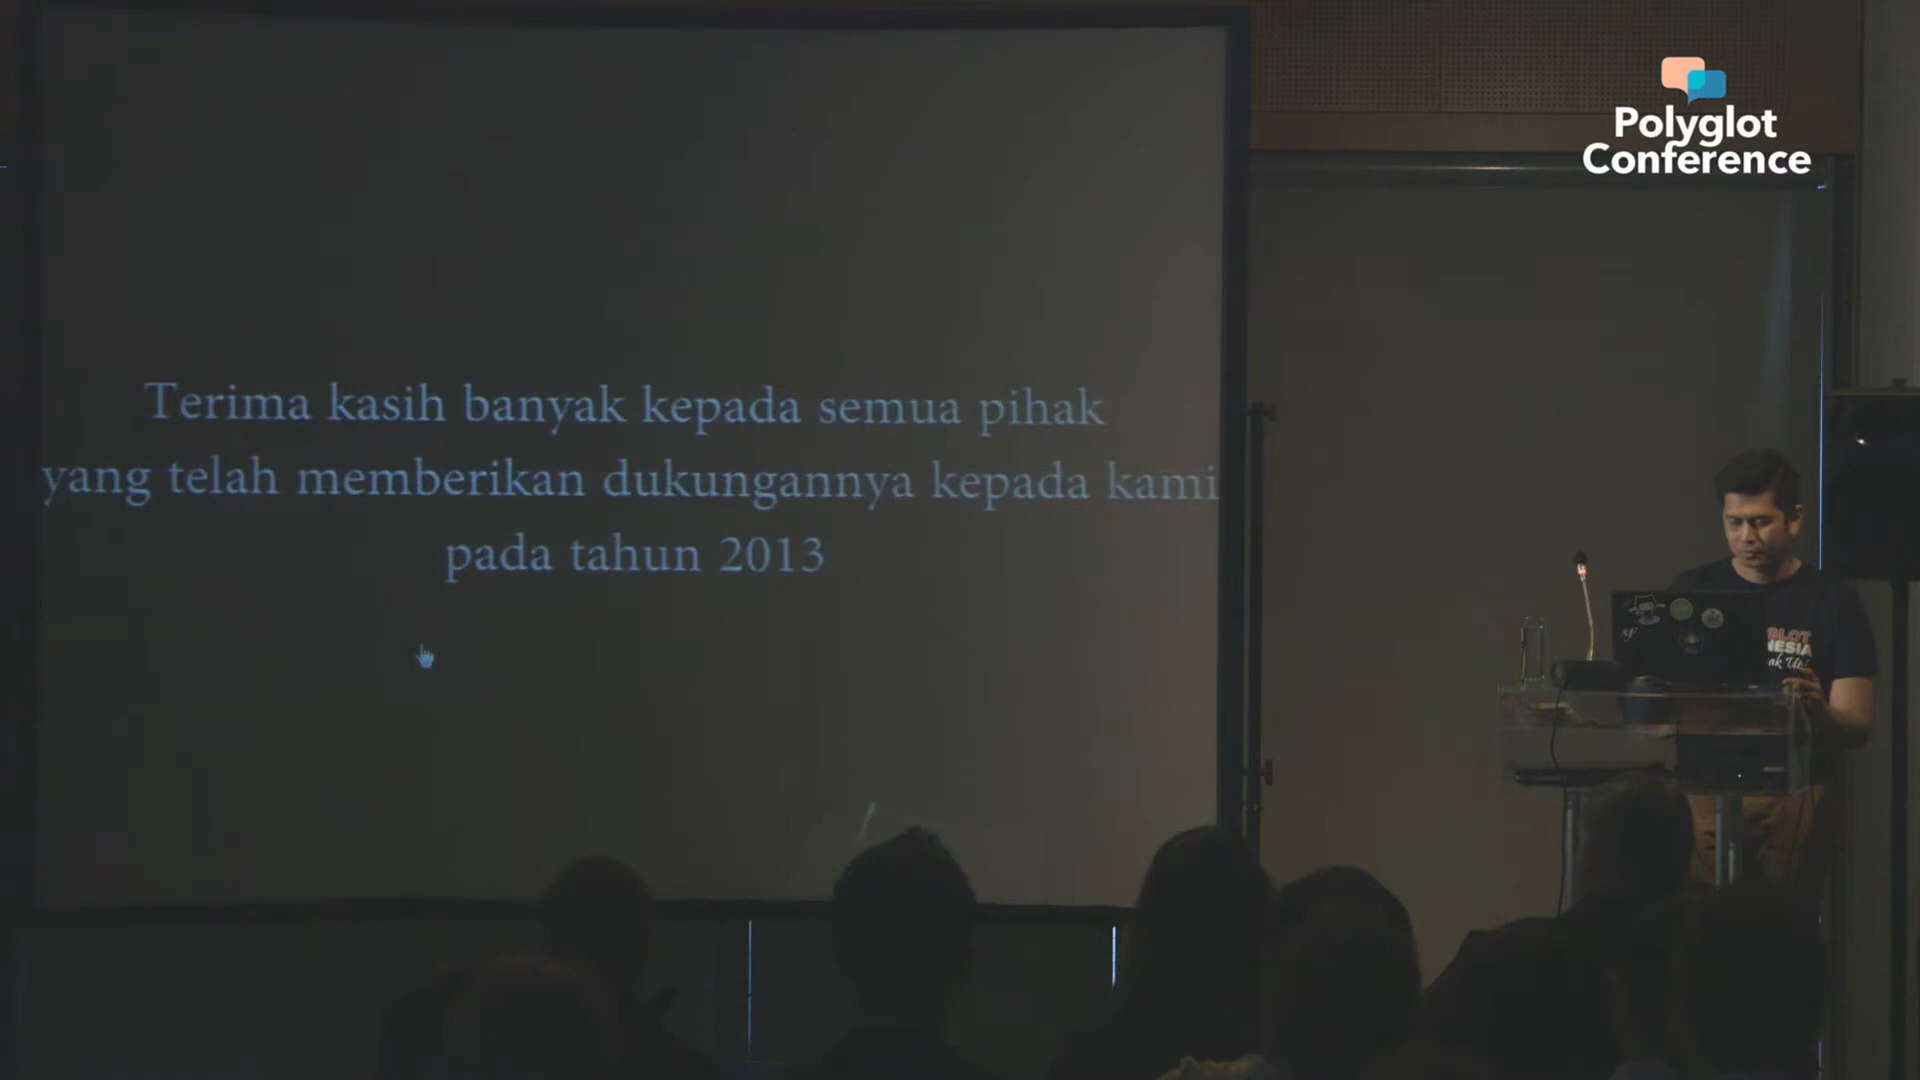 Polyglot
Conference
Terima kasih banyak kepada semua pihak
yang telah memberikan dukungannya kepada kami
pada tahun 2013